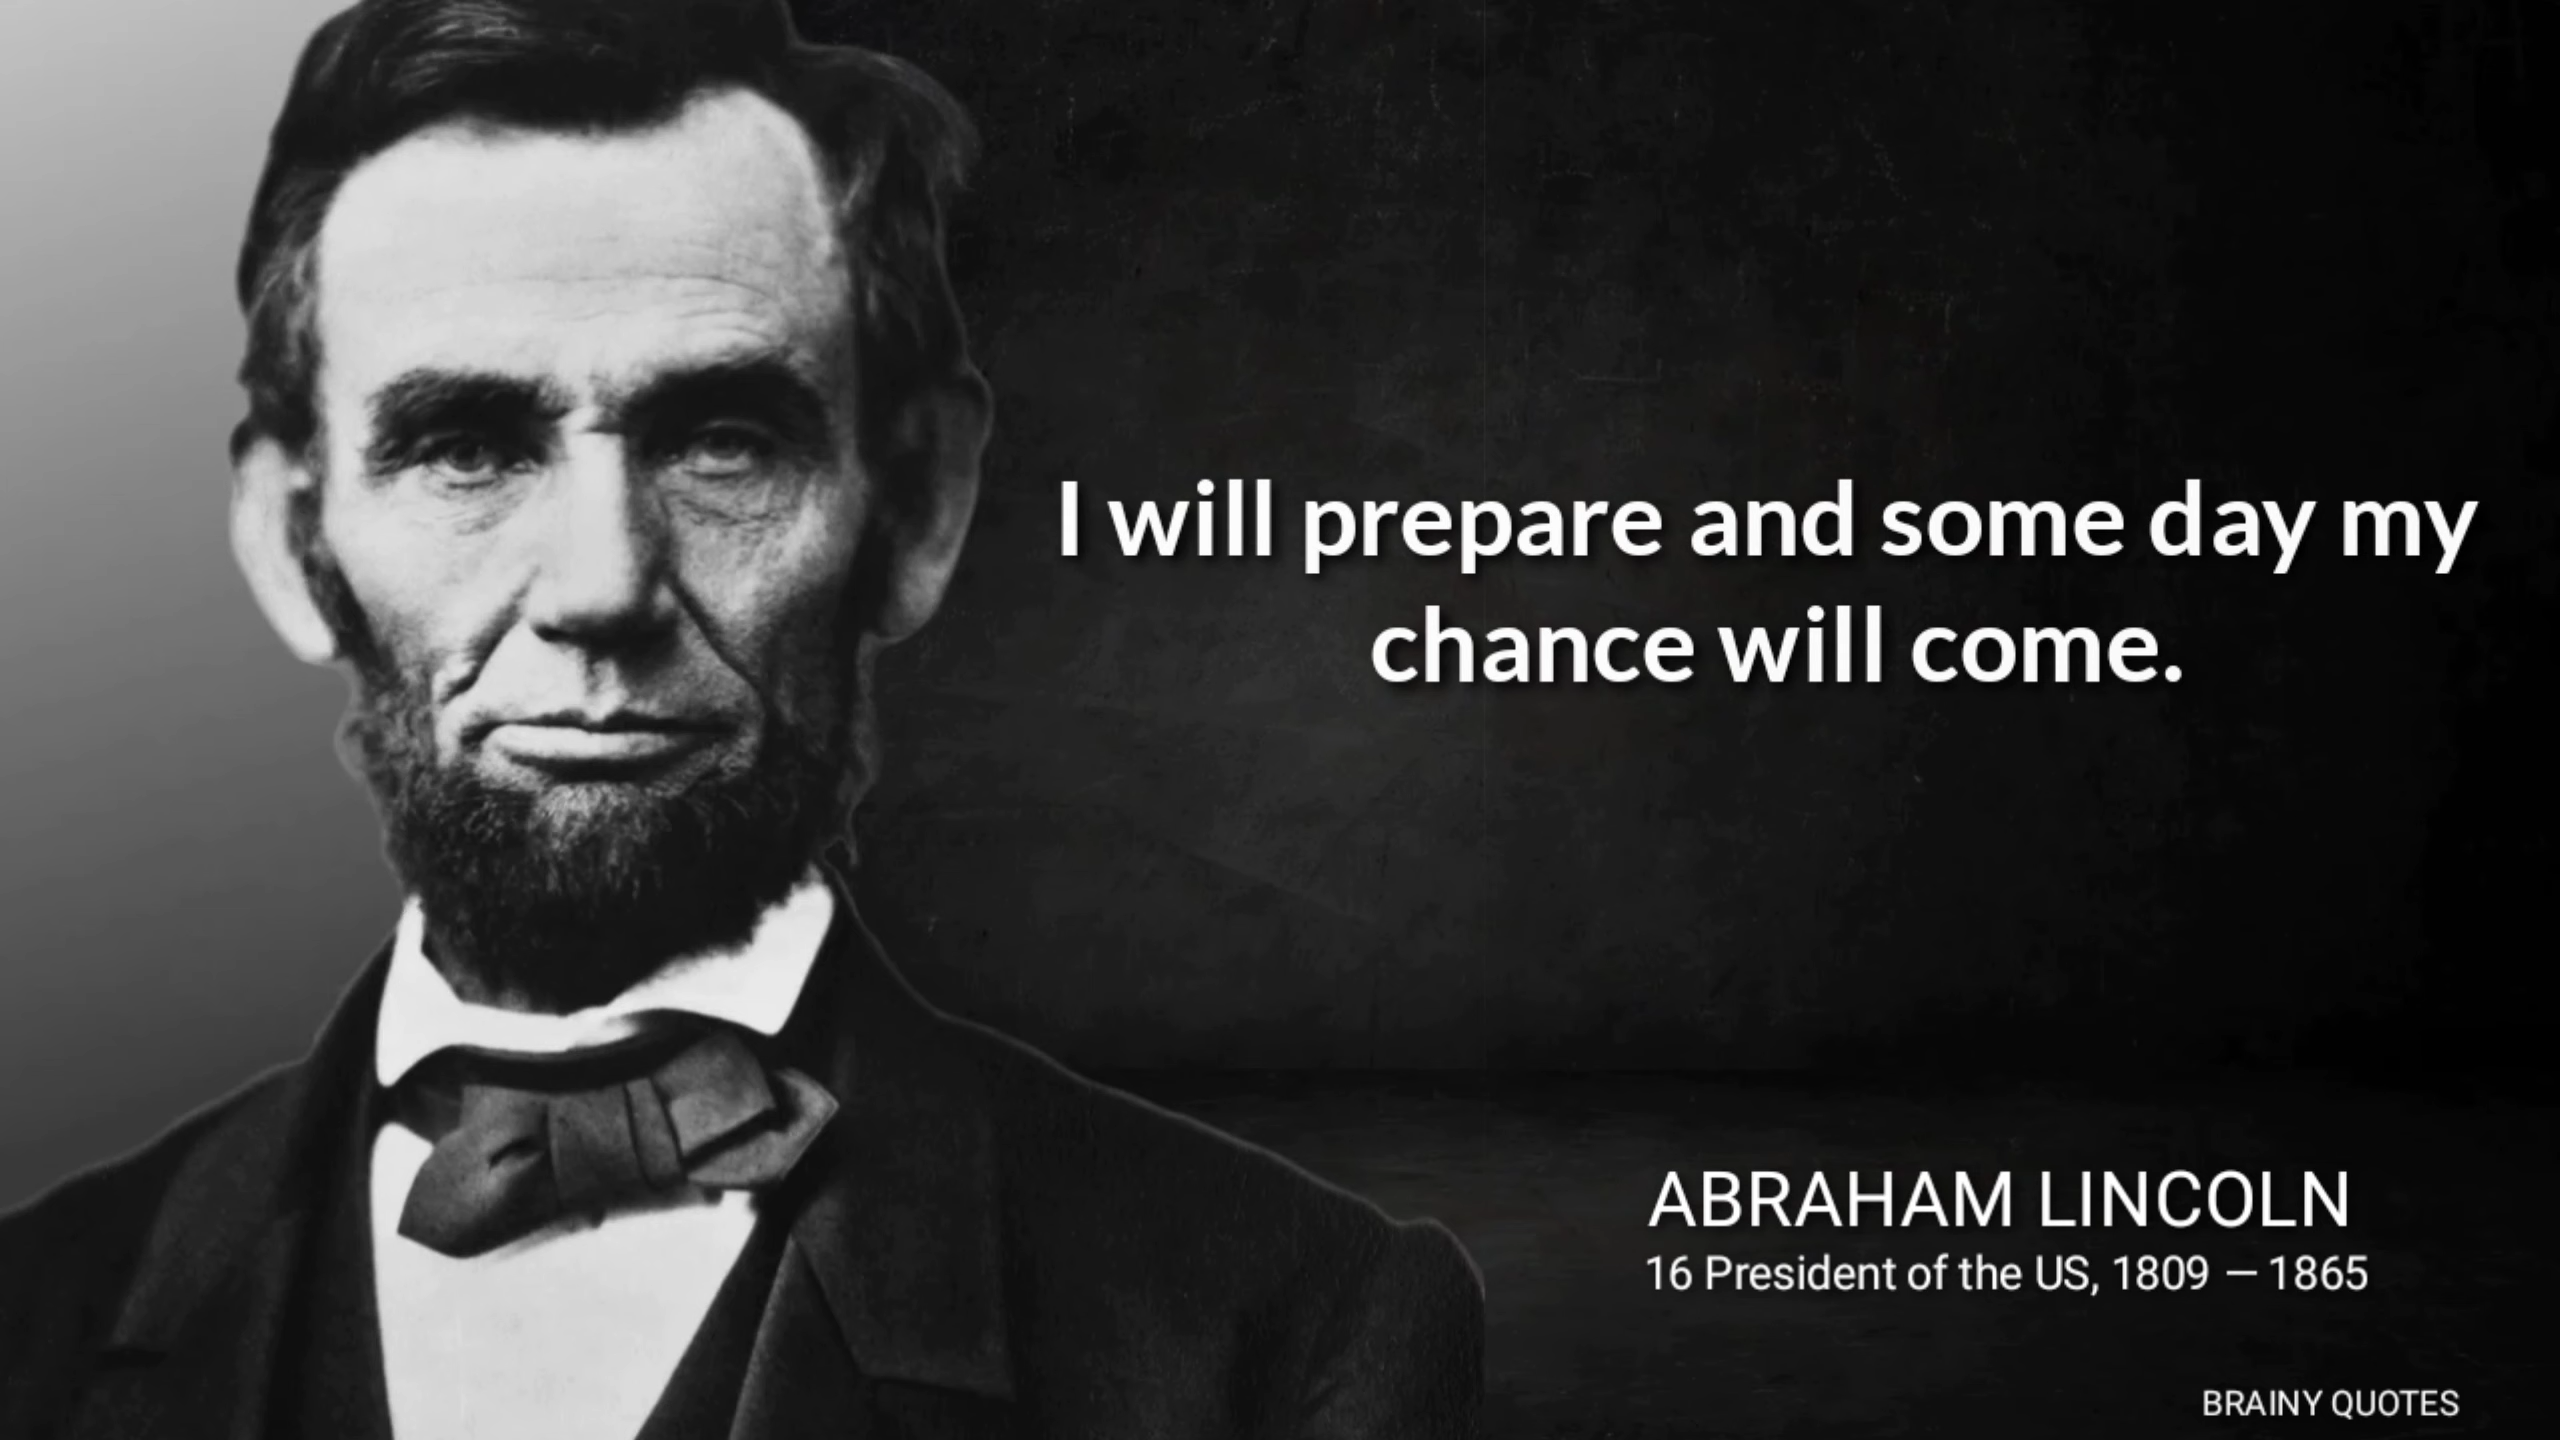 I will prepare and some day my
chance will come.
ABRAHAM LINCOLN
16 President of the US, 1809 – 1865
BRAINY QUOTES